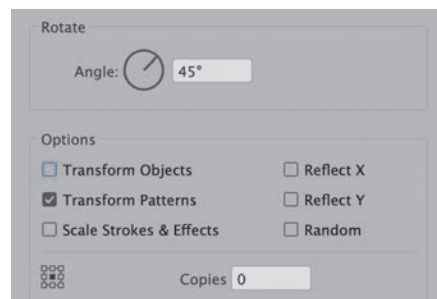 Rotate
Angle: 45°
Options
Transform Objects Reflect X
Transform Patterns Reflect Y
Scale Strokes & Effects Random
Copies 0